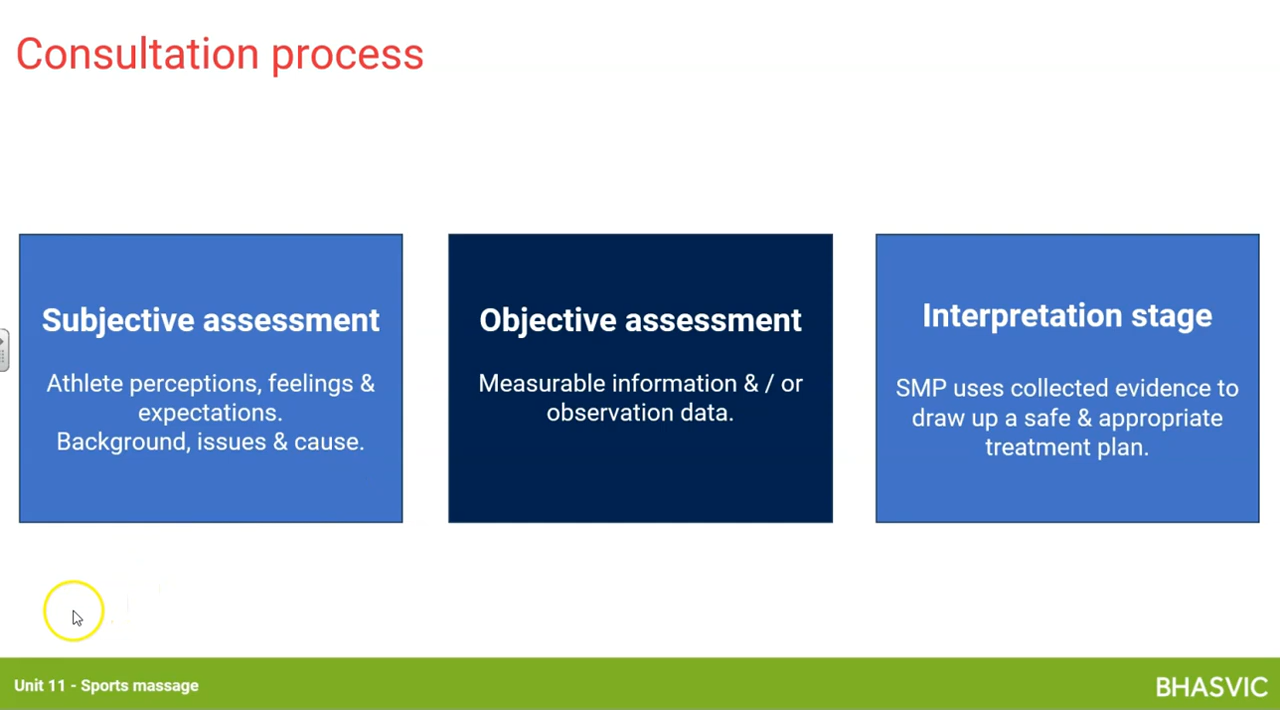 Consultation process
Subjective assessment
Athlete perceptions, feelings &
expectations.
Background, issues & cause.
Objective assessment
Measurable information & / or
observation data.
Interpretation stage
SMP uses collected evidence to
draw up a safe & appropriate
treatment plan.
Unit 11 - Sports massage
BHASVIC